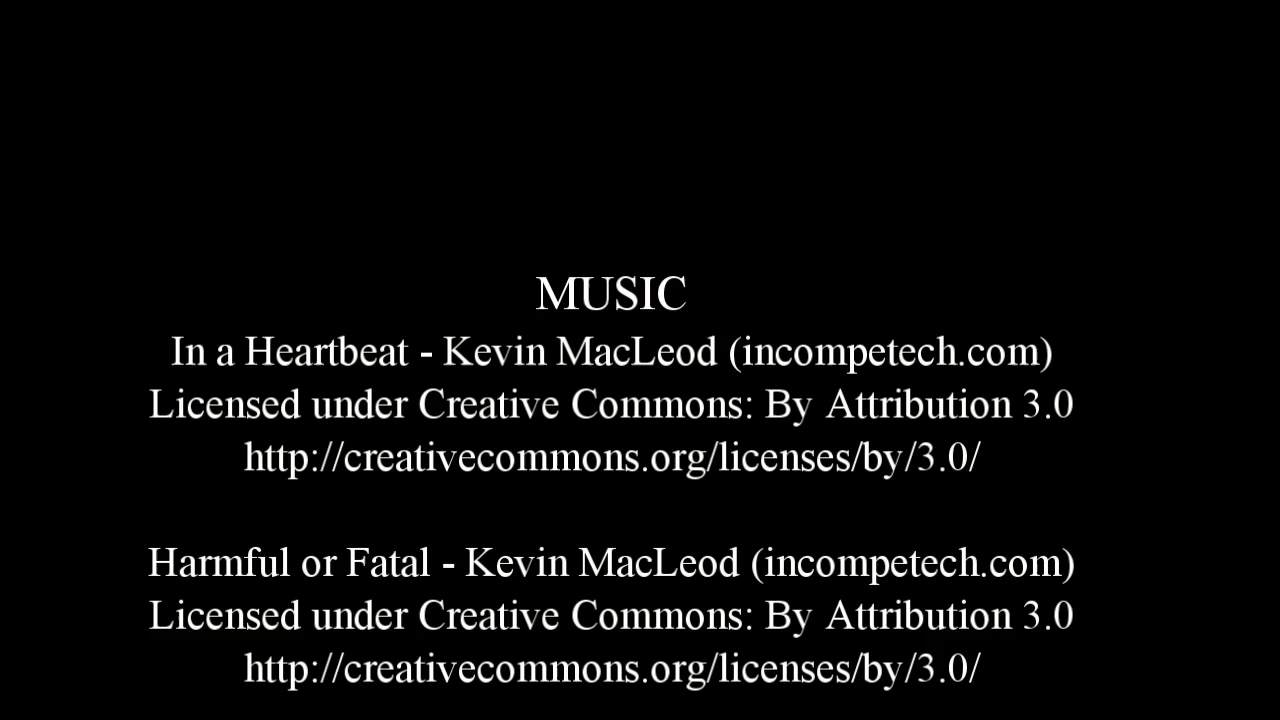 MUSIC
In a Heartbeat - Kevin MacLeod (incompetech.com)
Licensed under Creative Commons: By Attribution 3.0
http://creativecommons.org/licenses/by/3.0/
Harmful or Fatal - Kevin MacLeod (incompetech.com)
Licensed under Creative Commons: By Attribution 3.0
http://creativecommons.org/licenses/by/3.0/